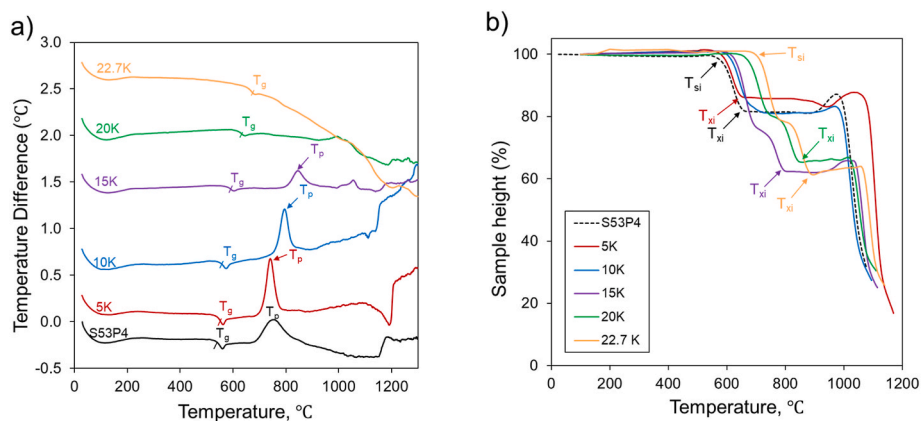 a)
3.0
2.5
2.0
1.5
1.0
0.5
0.0
-0.5
0 200 400 600 800 1000 1200
Temperature Difference (°C)
Temperature, °C
22.7K
Tg
20K
Tg
Tp
15K
Tg
Tp
10K
Tg
Tp
5K
Tg
Tp
S53P4
Tg
b)
120
100
80
60
40
20
0
0 200 400 600 800 1000 1200
Sample height (%)
Temperature, °C
Tsi
Tsi
Txi
Txi
Txi
Txi
Txi
S53P4
5K
10K
15K
20K
22.7 K